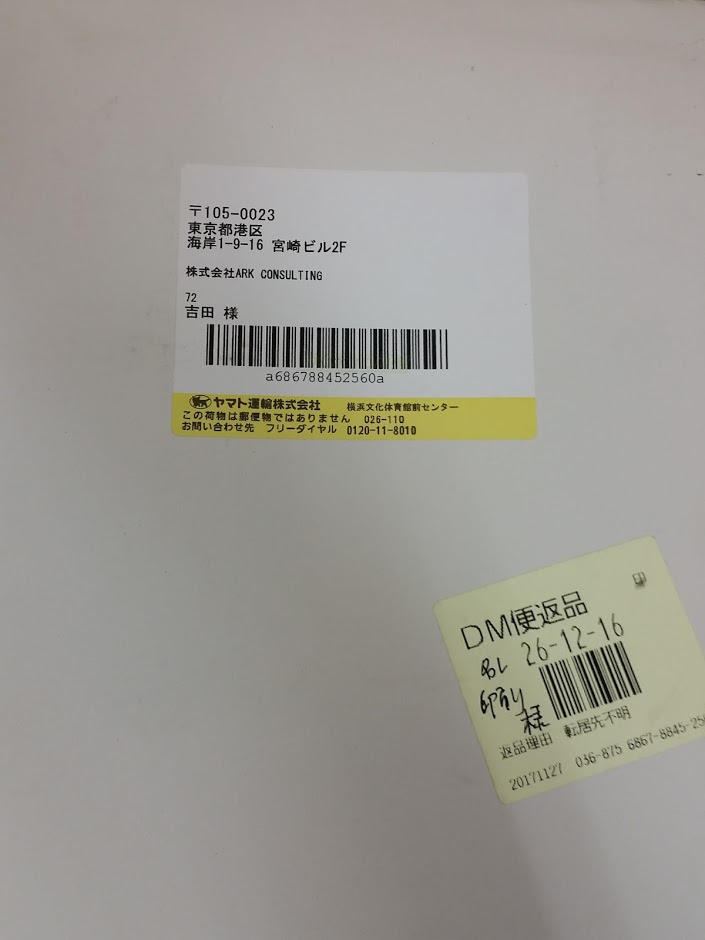 〒105-0023
東京都港区
海岸1-9-16 宮崎ビル2F
株式会社ARK CONSULTING
72
吉田 様
a686788452560a
ヤマト運輸株式会社 横浜文化体育館前センター
この荷物は郵便物ではありません 026-110
お問い合わせ先 フリーダイヤル 0120-11-8010
DM便返品
26-12-16
様
返品理由 転居先不明
20171127 036-875 6867-8845-256